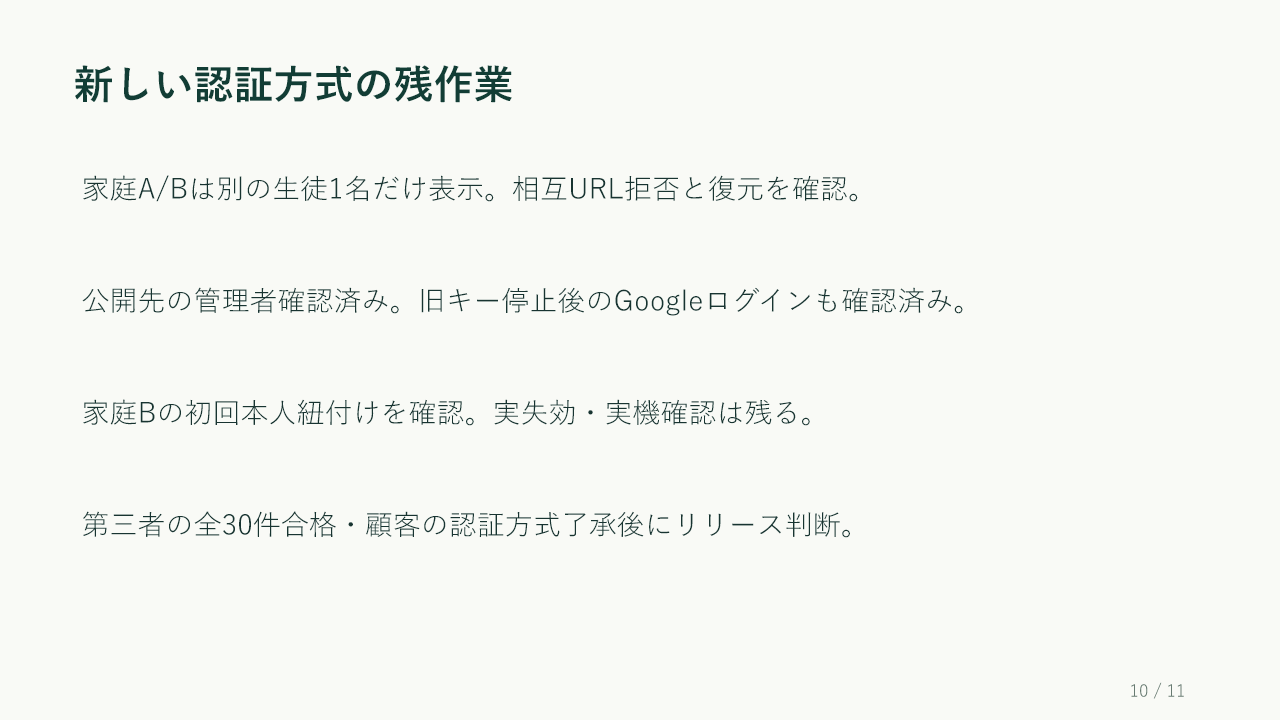 新しい認証方式の残作業
家庭A/Bは別の生徒1名だけ表示。相互URL拒否と復元を確認。
公開先の管理者確認済み。旧キー停止後のGoogleログインも確認済み。
家庭Bの初回本人紐付けを確認。実失効・実機確認は残る。
第三者の全30件合格・顧客の認証方式了承後にリリース判断。
10 / 11